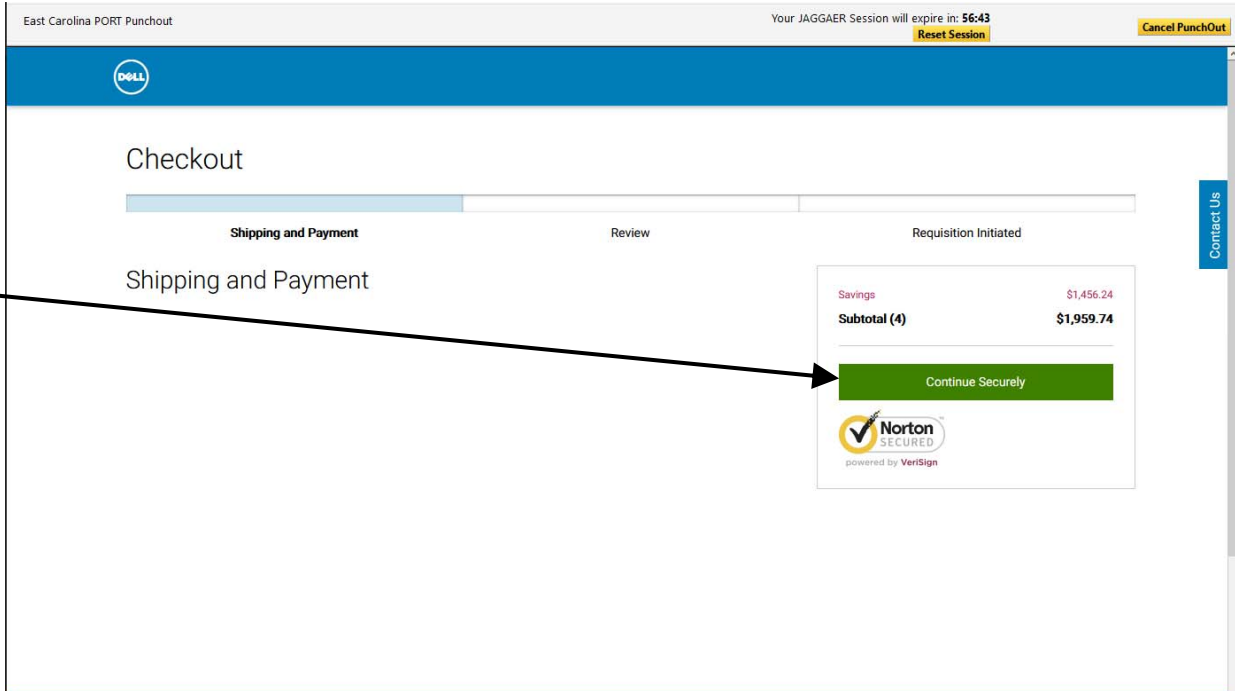 East Carolina PORT Punchout
Your JAGGAER Session will expire in: 56:43
Reset Session
Cancel PunchOut
DELL
Checkout
Shipping and Payment
Review
Requisition Initiated
Contact Us
Shipping and Payment
Savings $1,456.24
Subtotal (4) $1,959.74
Continue Securely
Norton
SECURED
powered by VeriSign